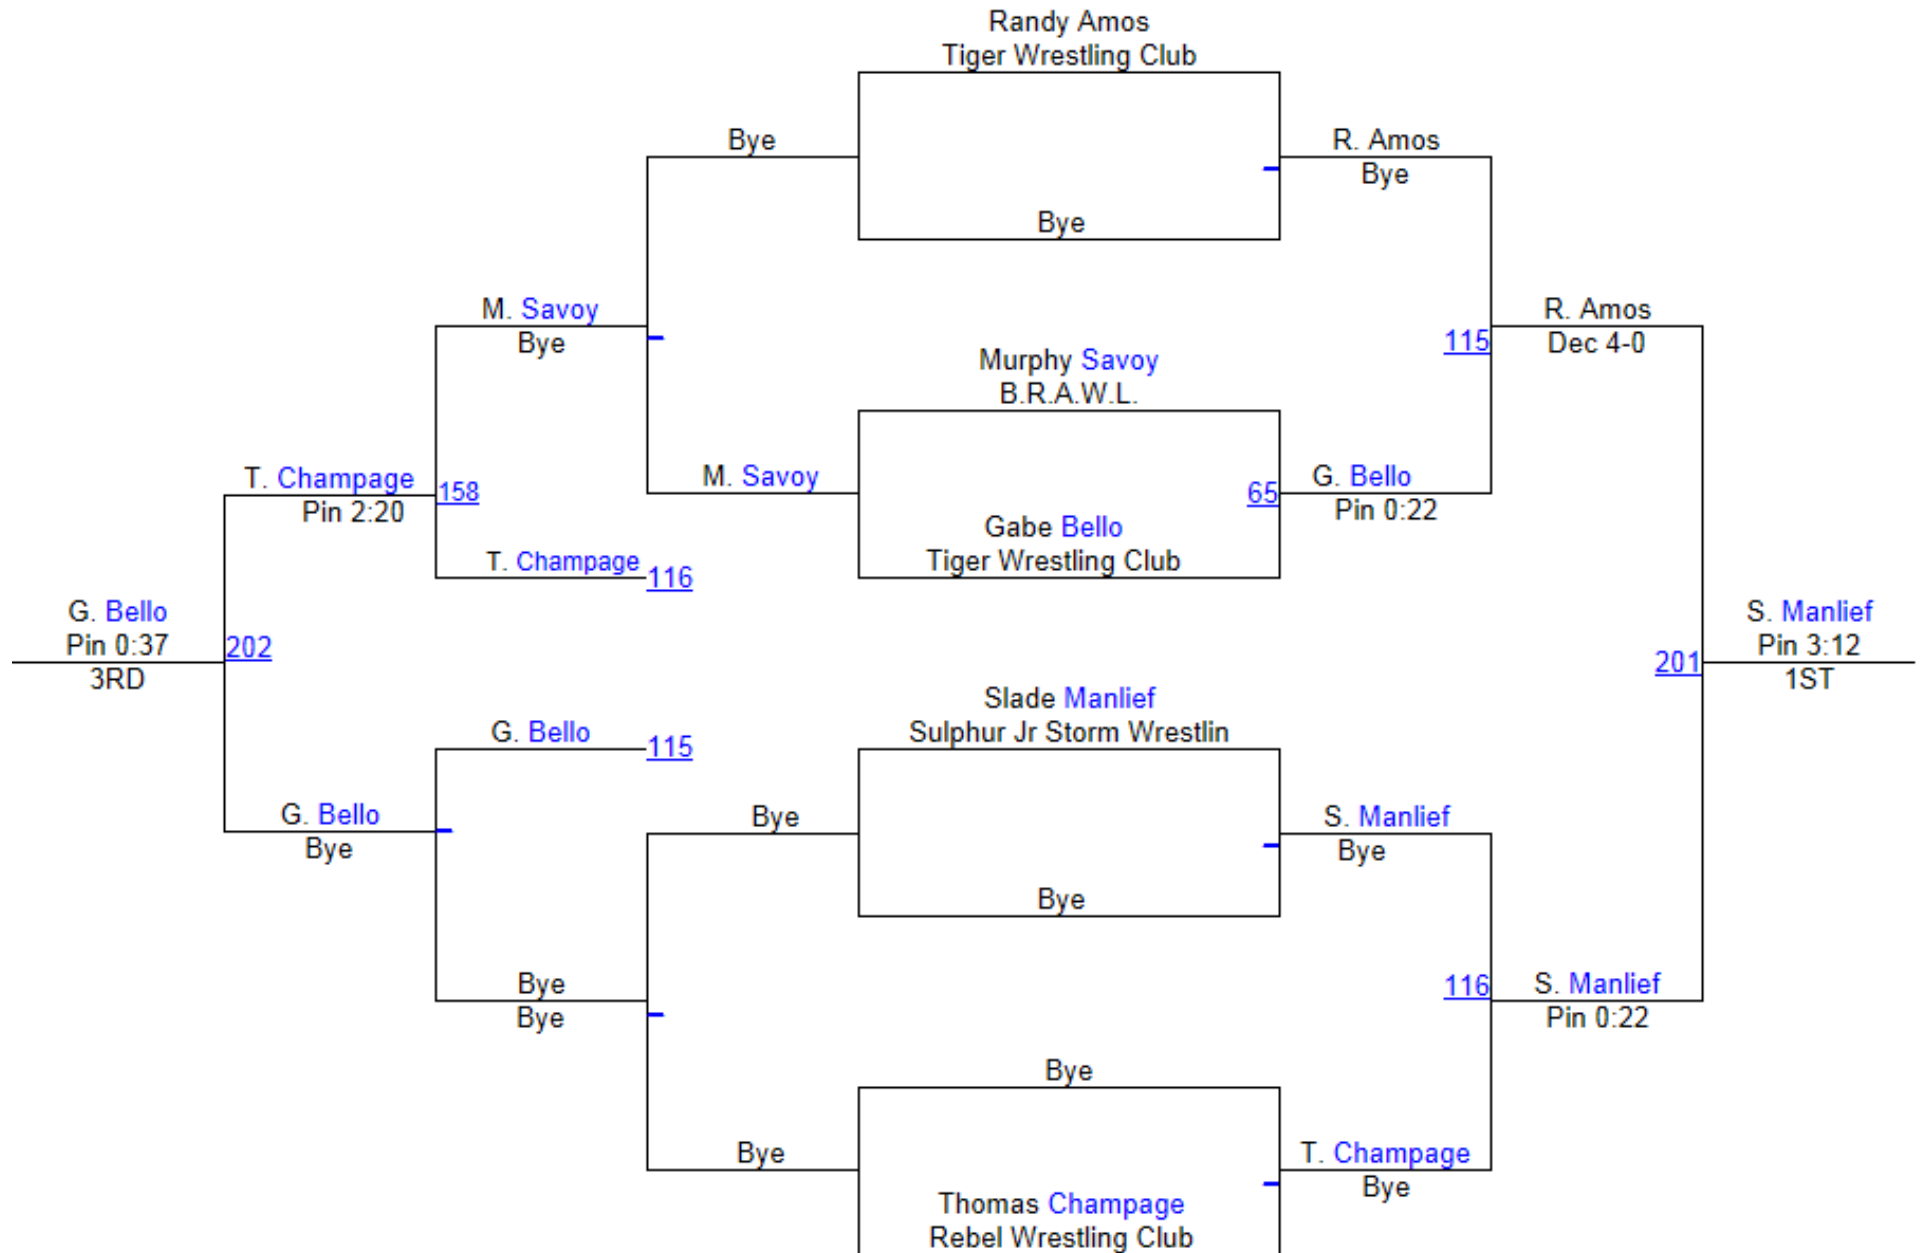 Randy Amos
Tiger Wrestling Club
Bye
R. Amos
Bye
Bye
M. Savoy
Bye
R. Amos
Dec 4-0
115
Murphy Savoy
B.R.A.W.L.
T. Champage
Pin 2:20
158
M. Savoy
65
G. Bello
Pin 0:22
Gabe Bello
Tiger Wrestling Club
T. Champage
116
G. Bello
Pin 0:37
3RD
202
201
S. Manlief
Pin 3:12
1ST
Slade Manlief
Sulphur Jr Storm Wrestlin
G. Bello
115
G. Bello
Bye
Bye
S. Manlief
Bye
Bye
Bye
Bye
116
S. Manlief
Pin 0:22
Bye
Bye
T. Champage
Bye
Thomas Champage
Rebel Wrestling Club